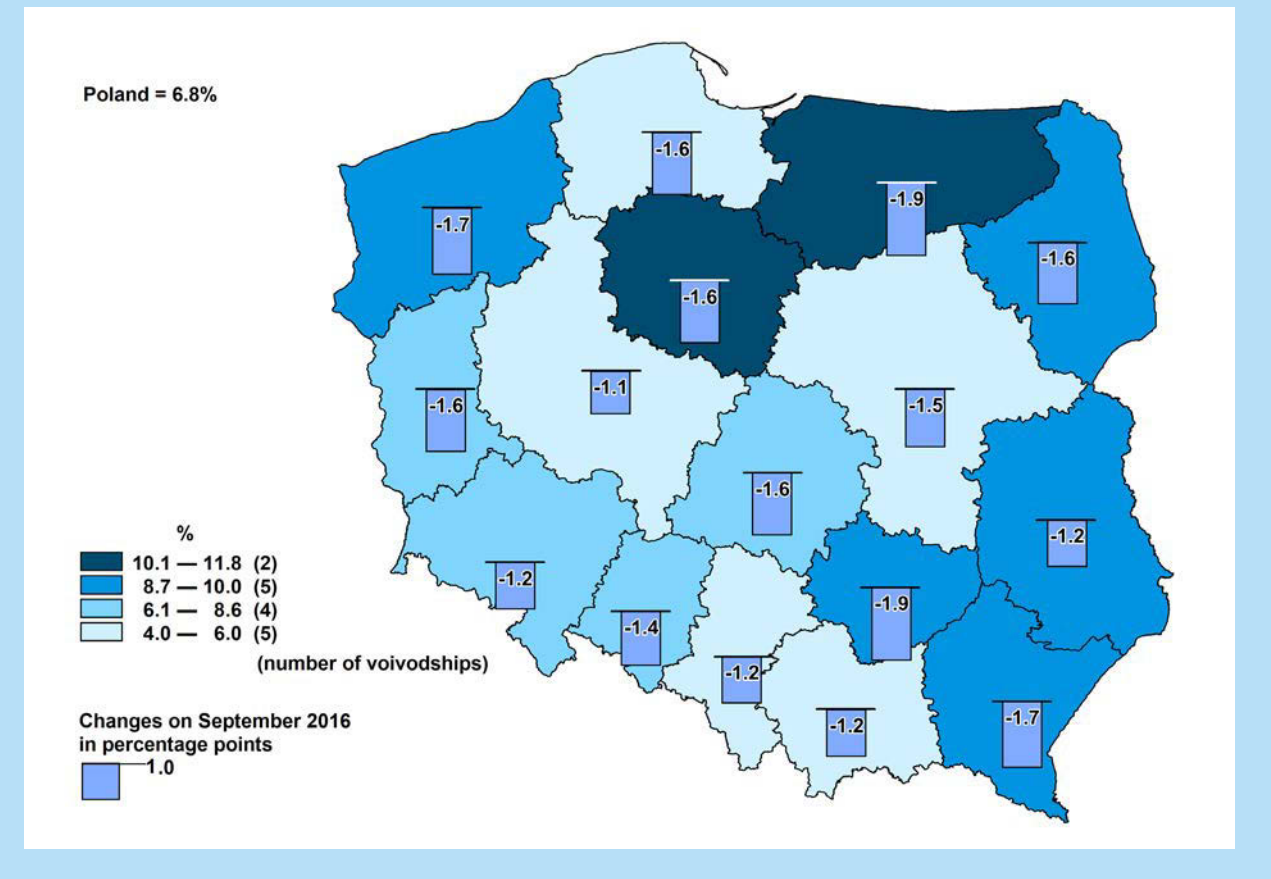 Poland = 6.8%
-1.6
-1.9
-1.7
-1.6
-1.6
-1.1
-1.6
-1.5
-1.6
-1.2
-1.2
-1.9
-1.4
-1.2
-1.2
-1.7
%
10.1 — 11.8 (2)
8.7 — 10.0 (5)
6.1 — 8.6 (4)
4.0 — 6.0 (5)
(number of voivodships)
Changes on September 2016
in percentage points
1.0